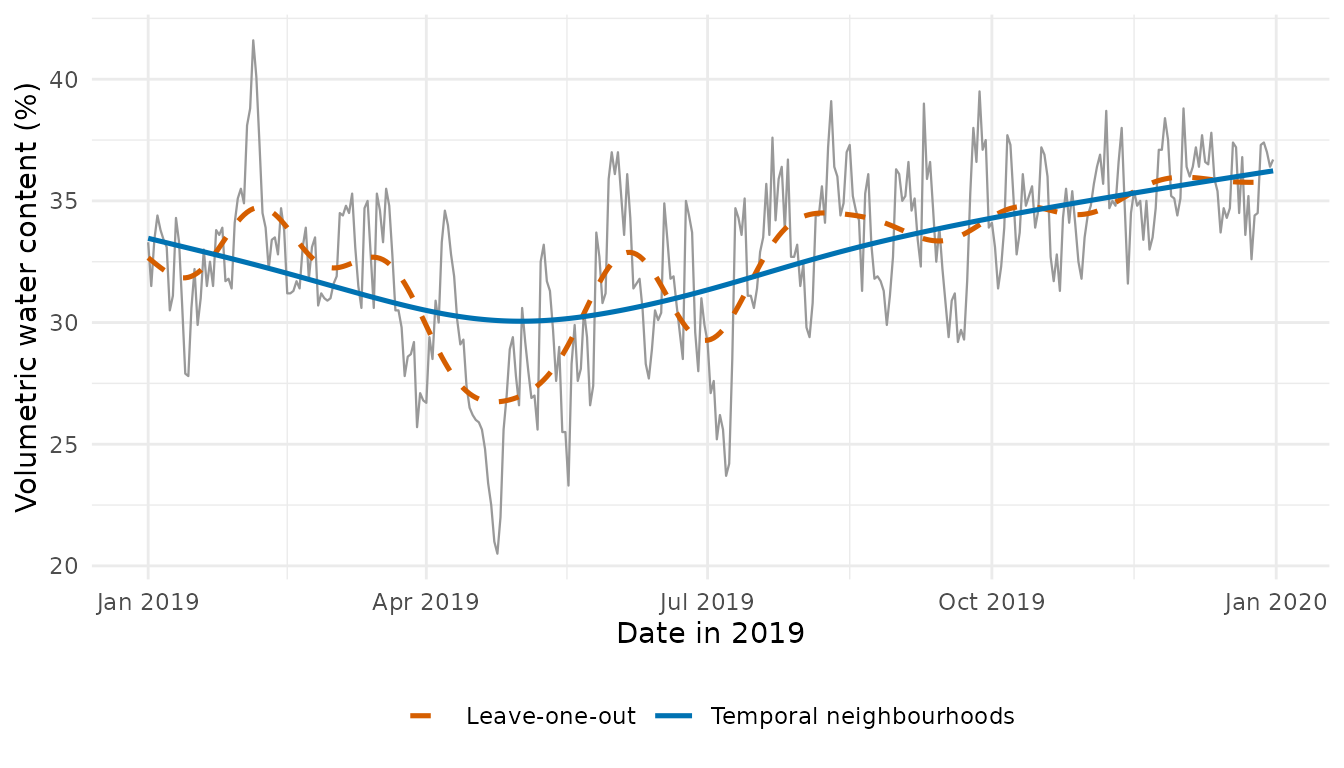 Volumetric water content (%)
40
35
30
25
20
Jan 2019 Apr 2019 Jul 2019 Oct 2019 Jan 2020
Date in 2019
Leave-one-out Temporal neighbourhoods